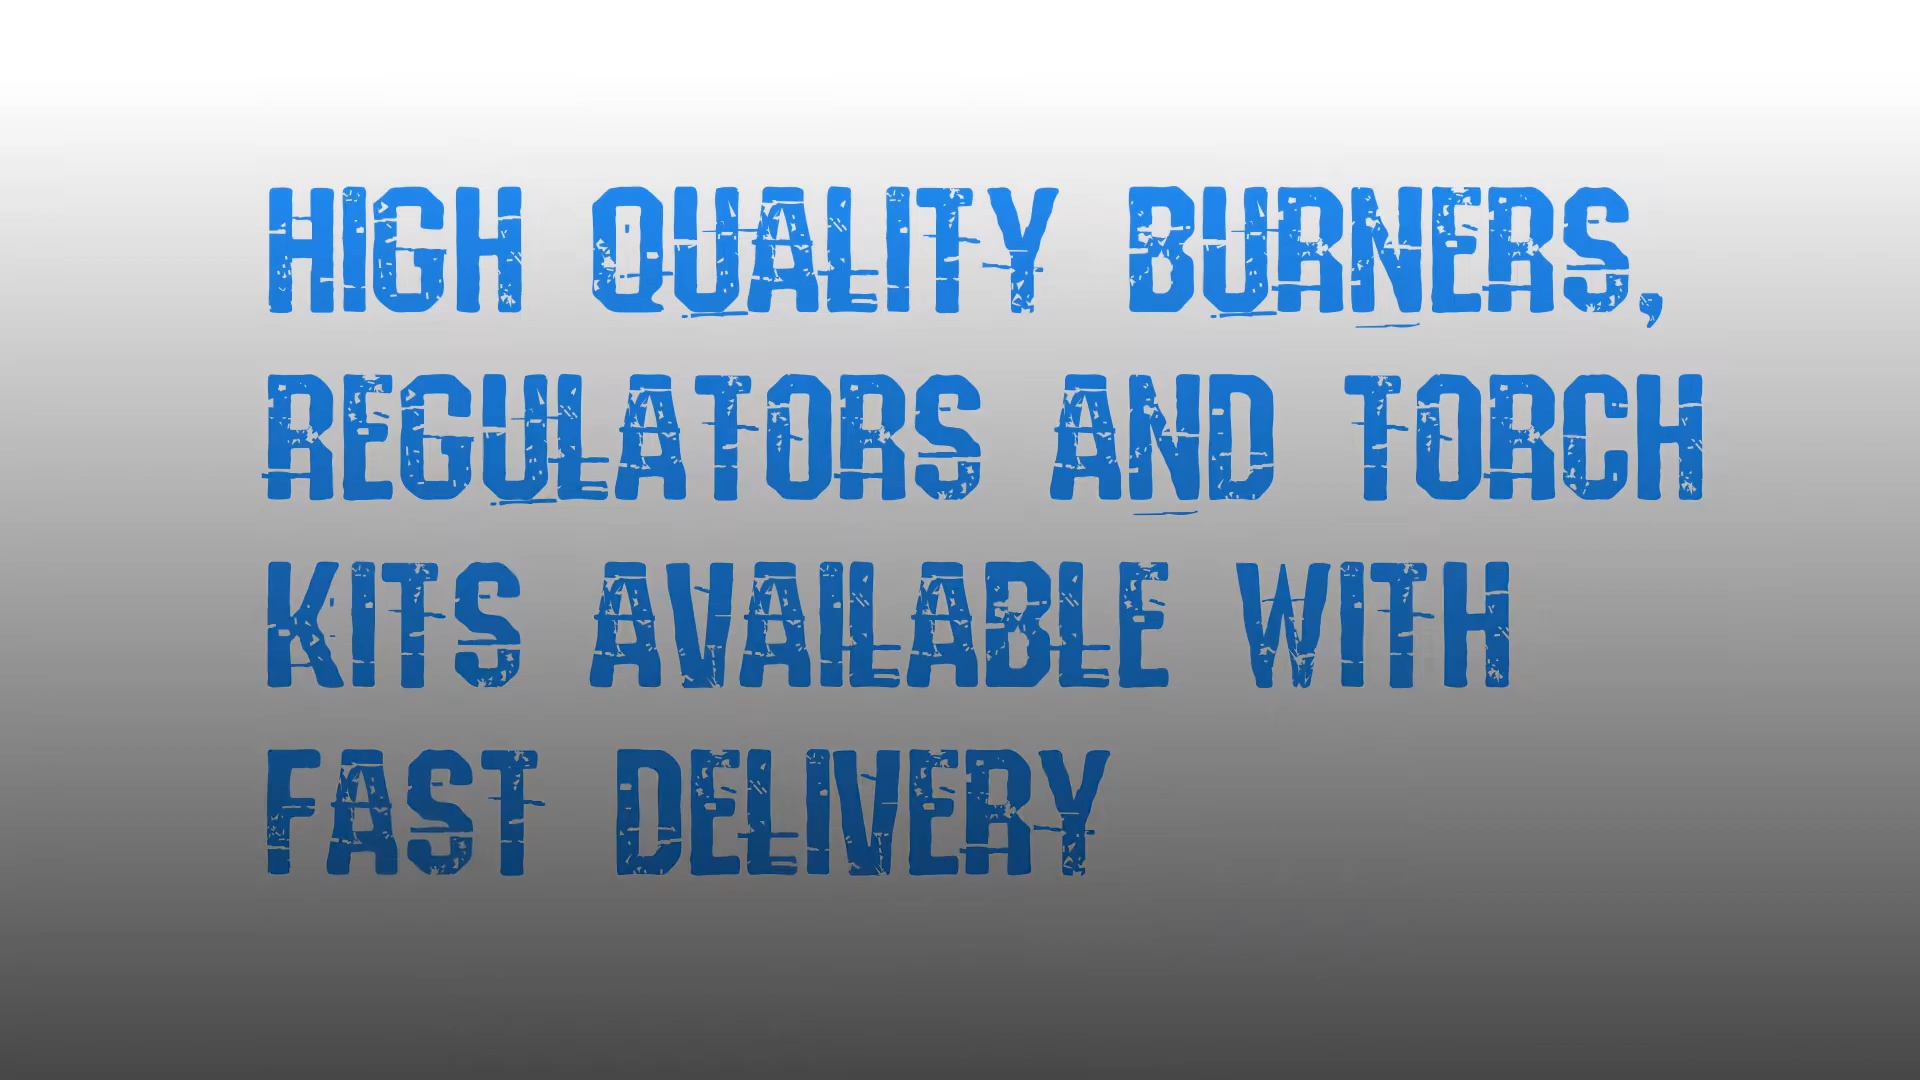 HIGH QUALITY BURNERS,
REGULATORS AND TORCH
KITS AVAILABLE WITH
FAST DELIVERY